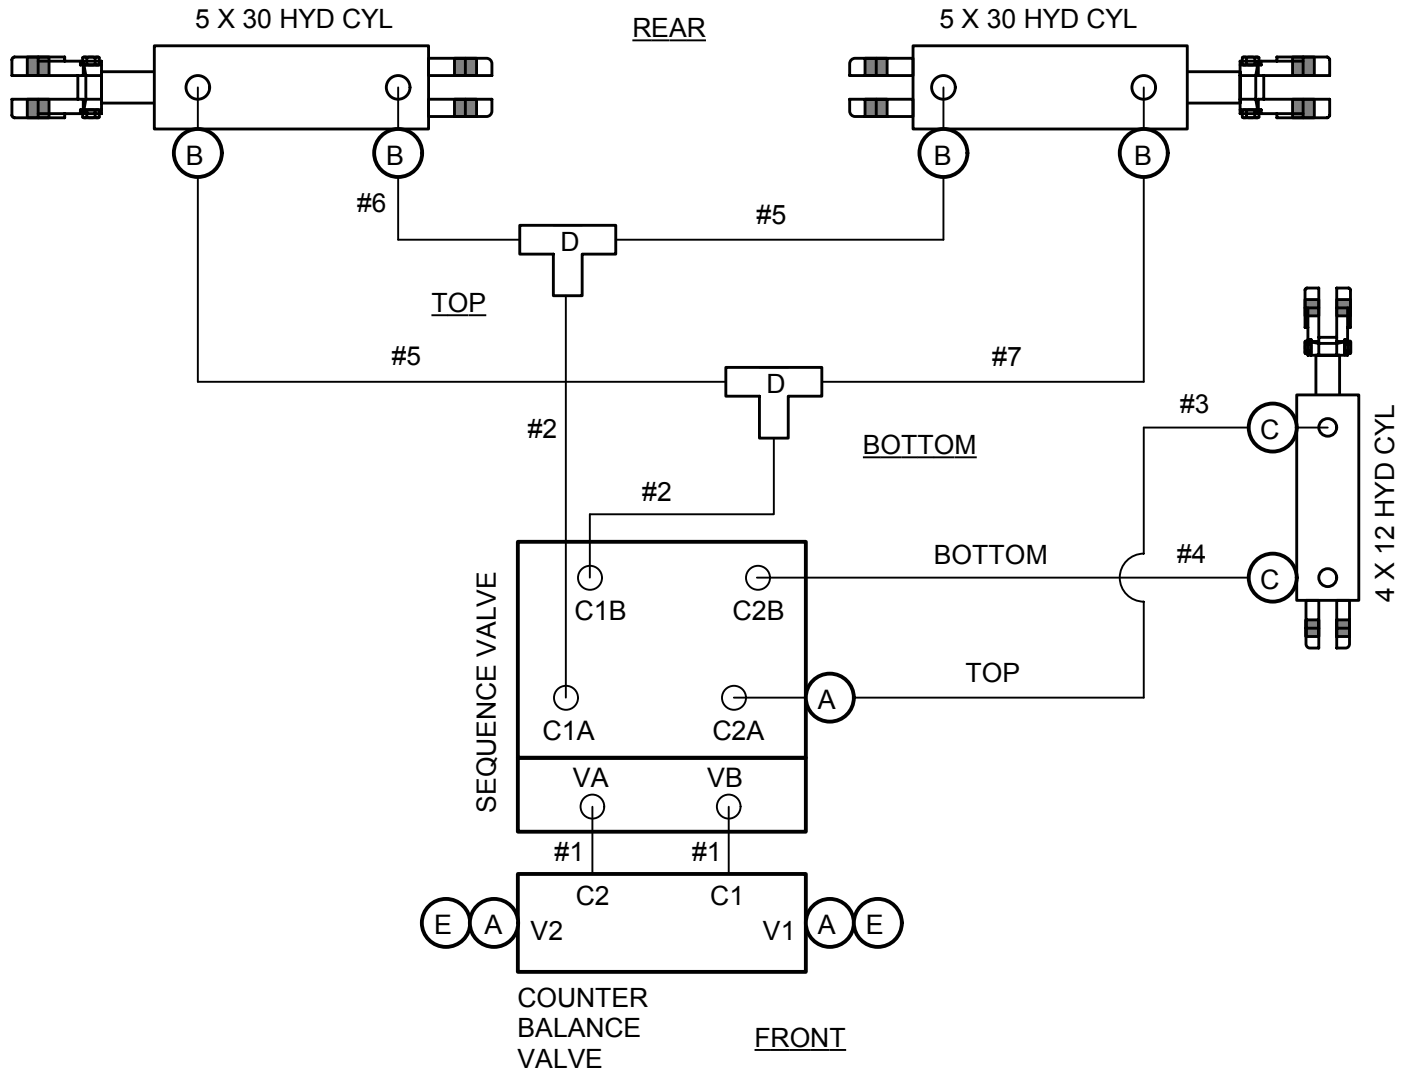 5 X 30 HYD CYL
REAR
5 X 30 HYD CYL
B
B
B
B
#6
#5
D
TOP
#5
D
#7
#2
BOTTOM
#3
C
4 X 12 HYD CYL
#2
BOTTOM
#4
C
C1B
C2B
SEQUENCE VALVE
TOP
A
C1A
C2A
VA
VB
#1
#1
C2
C1
E
A
V2
V1
A
E
COUNTER
BALANCE
VALVE
FRONT